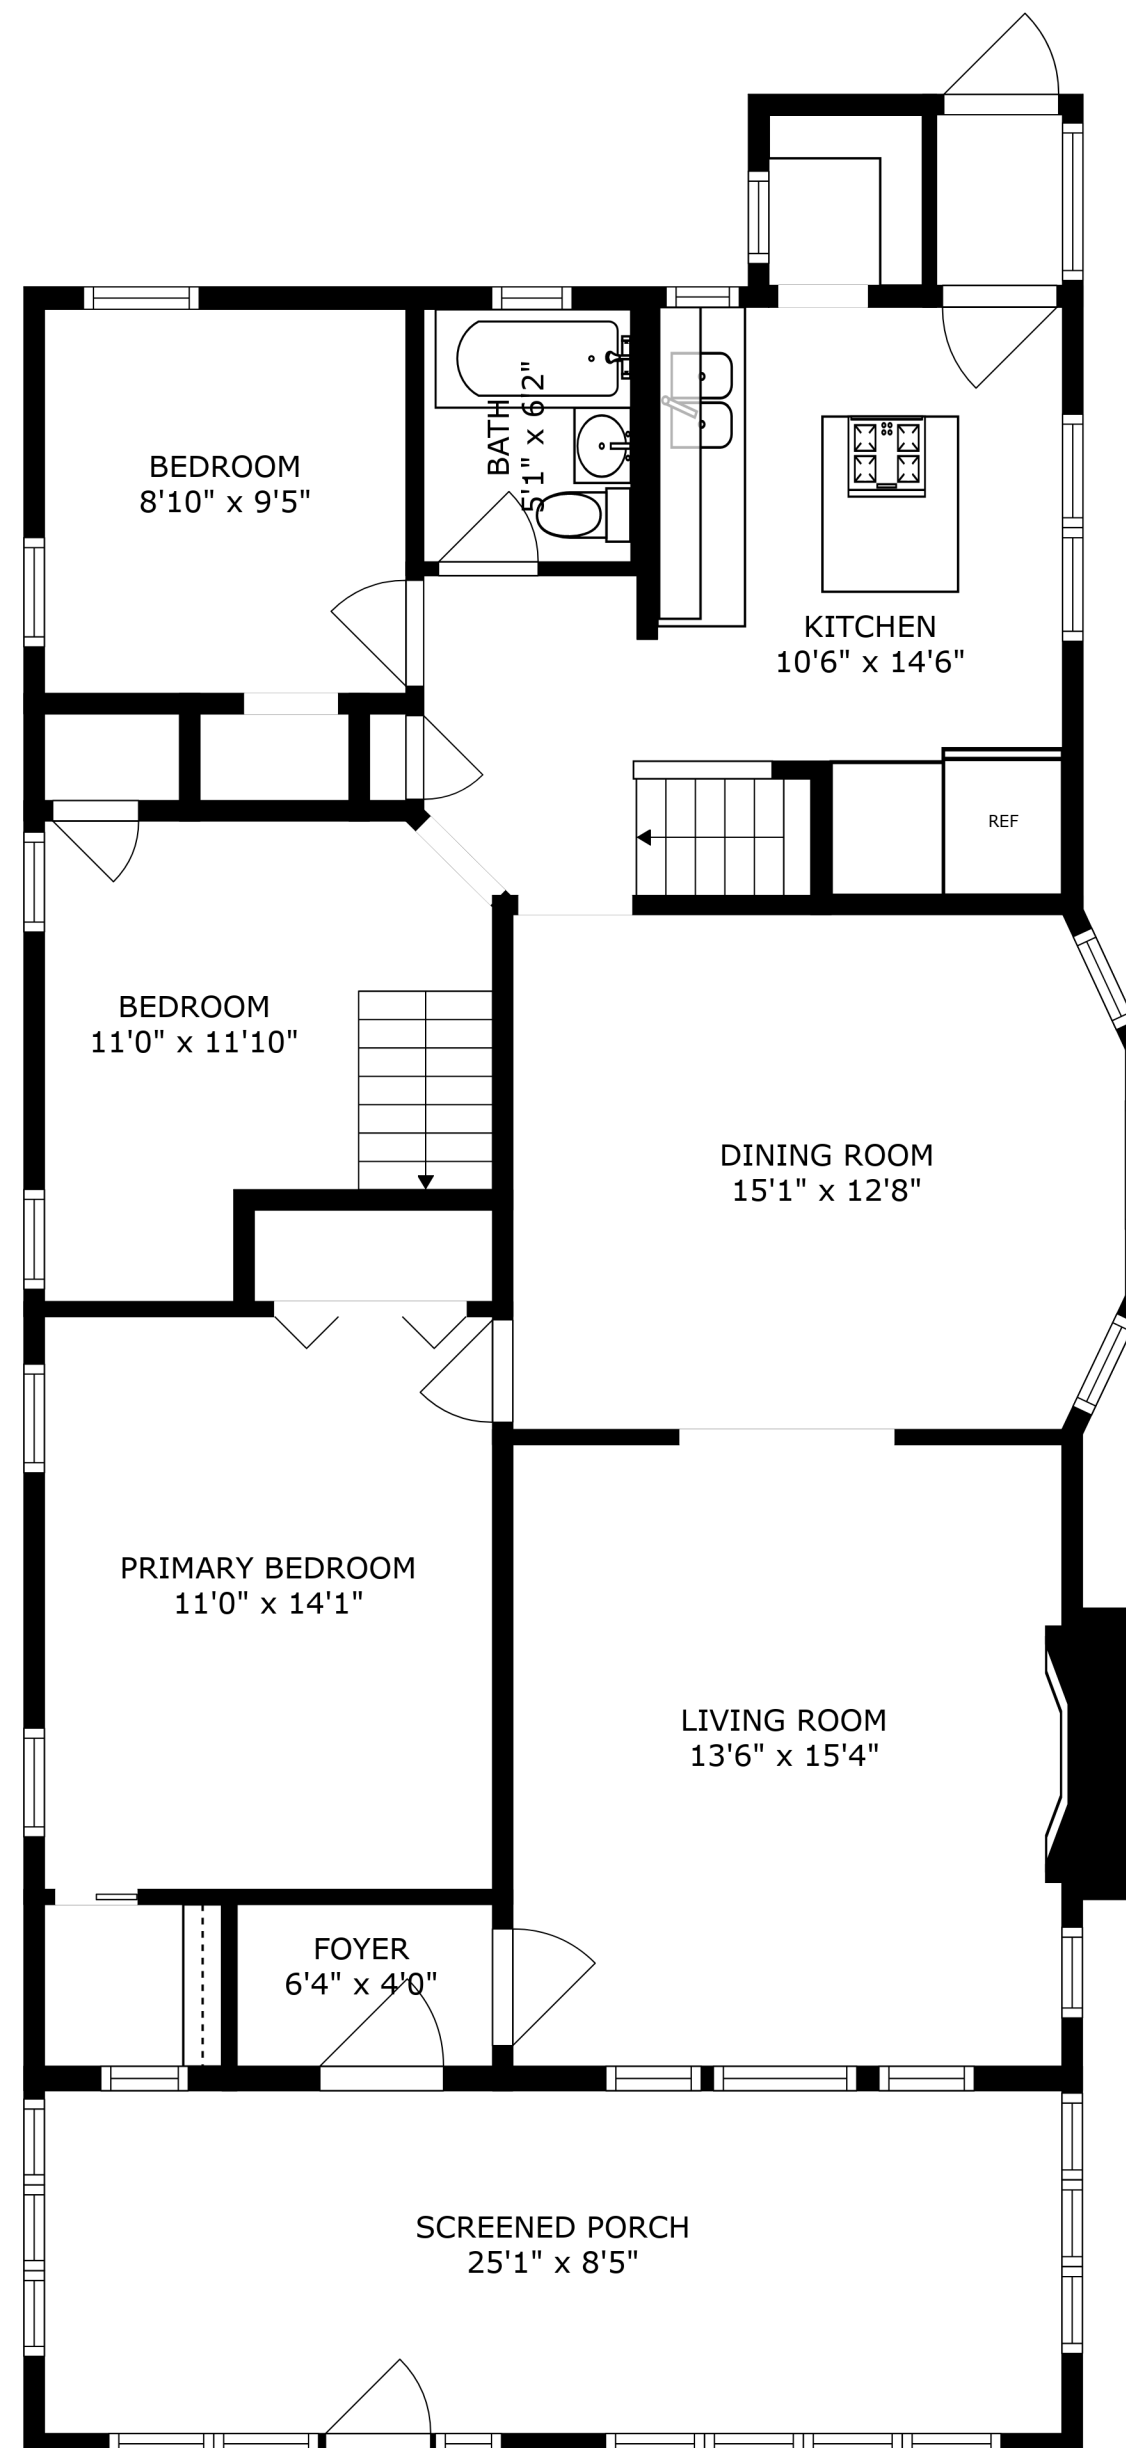 BEDROOM
8'10" x 9'5"
BATH
5'1" x 6'2"
KITCHEN
10'6" x 14'6"
REF
BEDROOM
11'0" x 11'10"
DINING ROOM
15'1" x 12'8"
PRIMARY BEDROOM
11'0" x 14'1"
LIVING ROOM
13'6" x 15'4"
FOYER
6'4" x 4'0"
SCREENED PORCH
25'1" x 8'5"